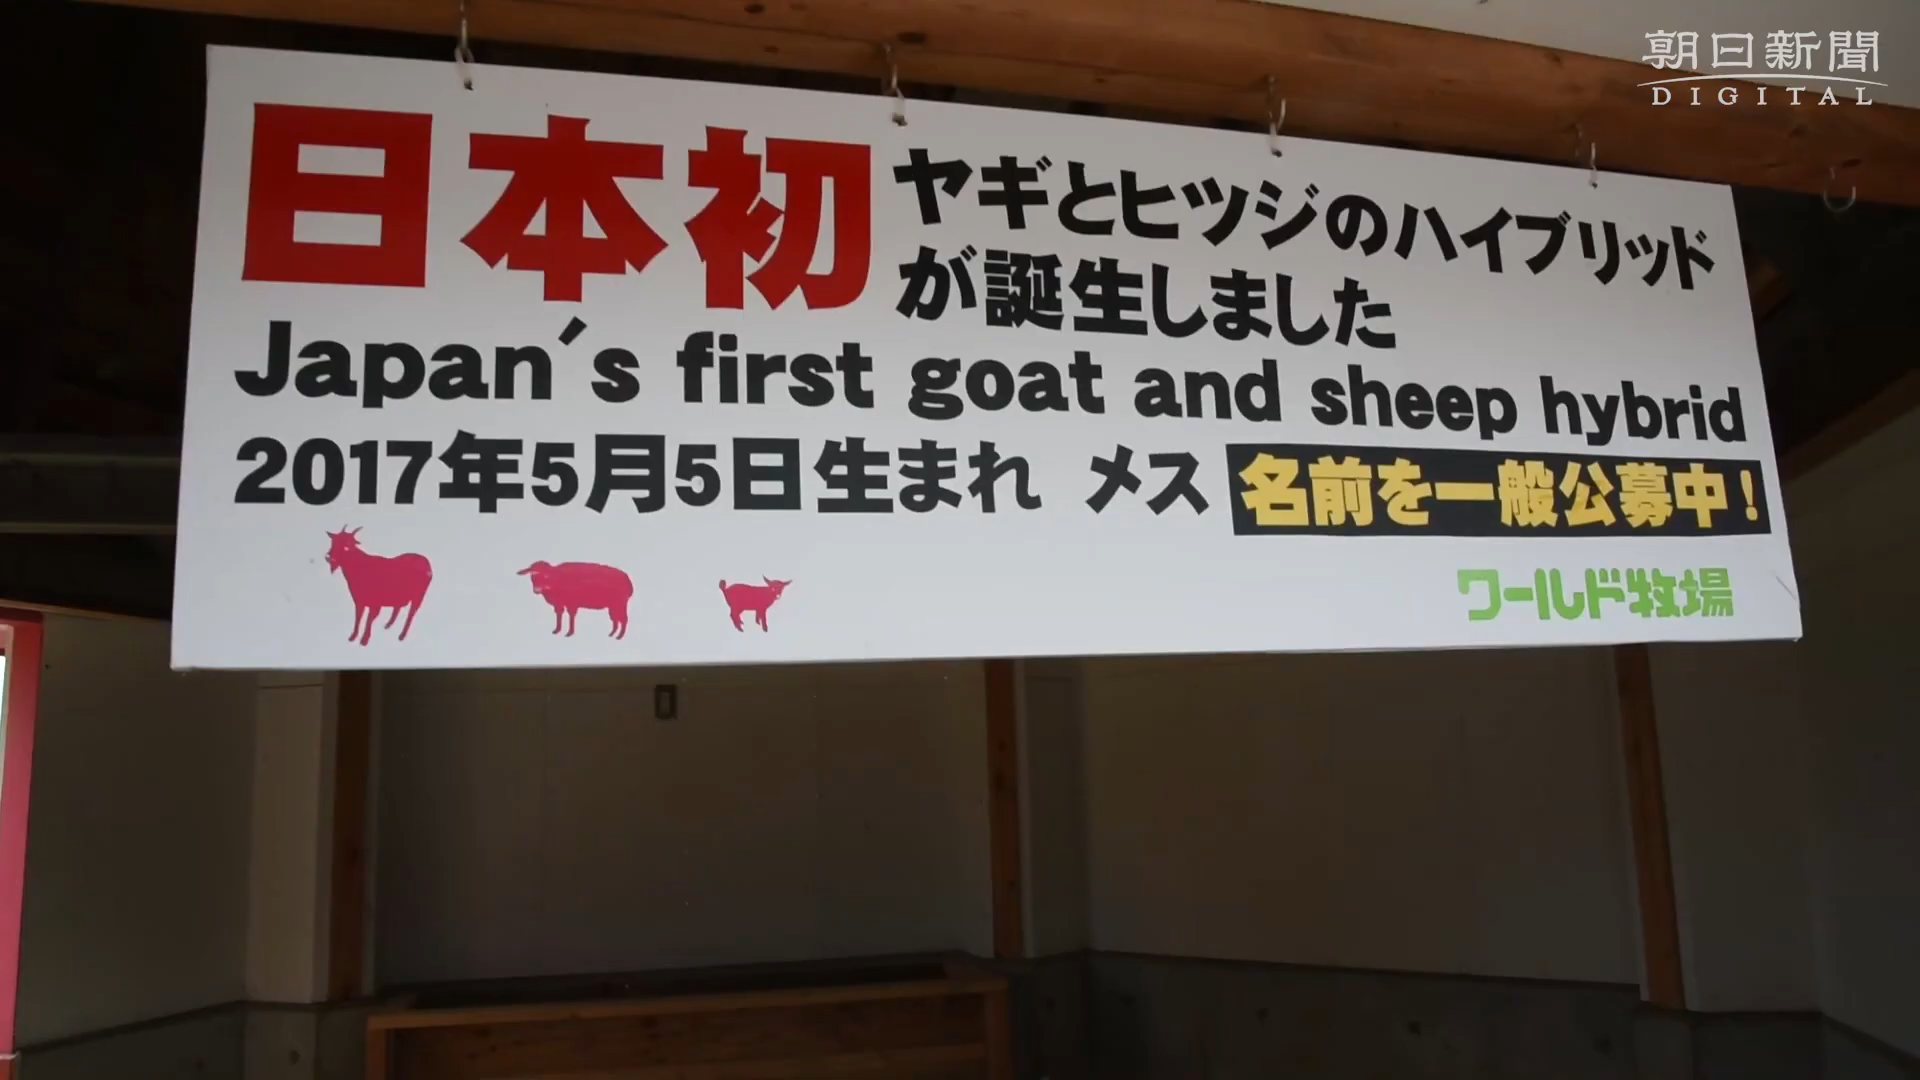 朝日新聞
DIGITAL
日本初 ヤギとヒツジのハイブリッド
が誕生しました
Japan's first goat and sheep hybrid
2017年5月5日生まれ メス 名前を一般公募中！
ワールド牧場